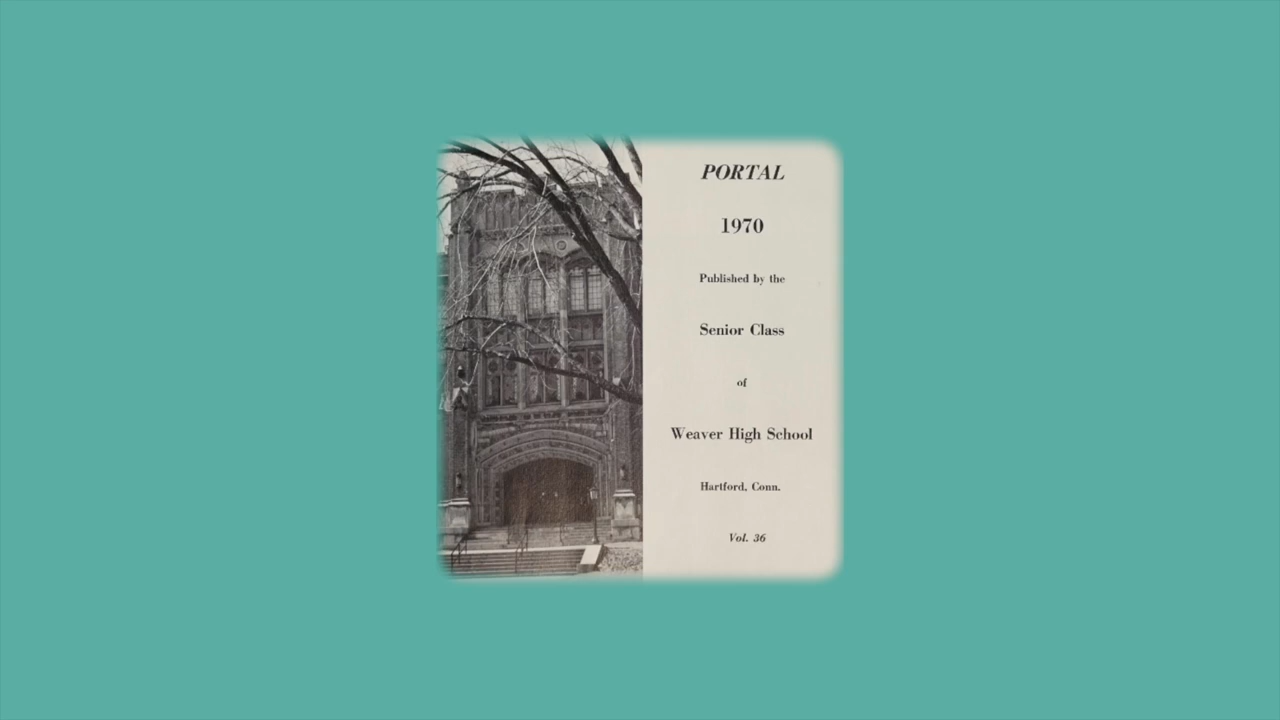 PORTAL
1970
Published by the
Senior Class
of
Weaver High School
Hartford, Conn.
Vol. 36